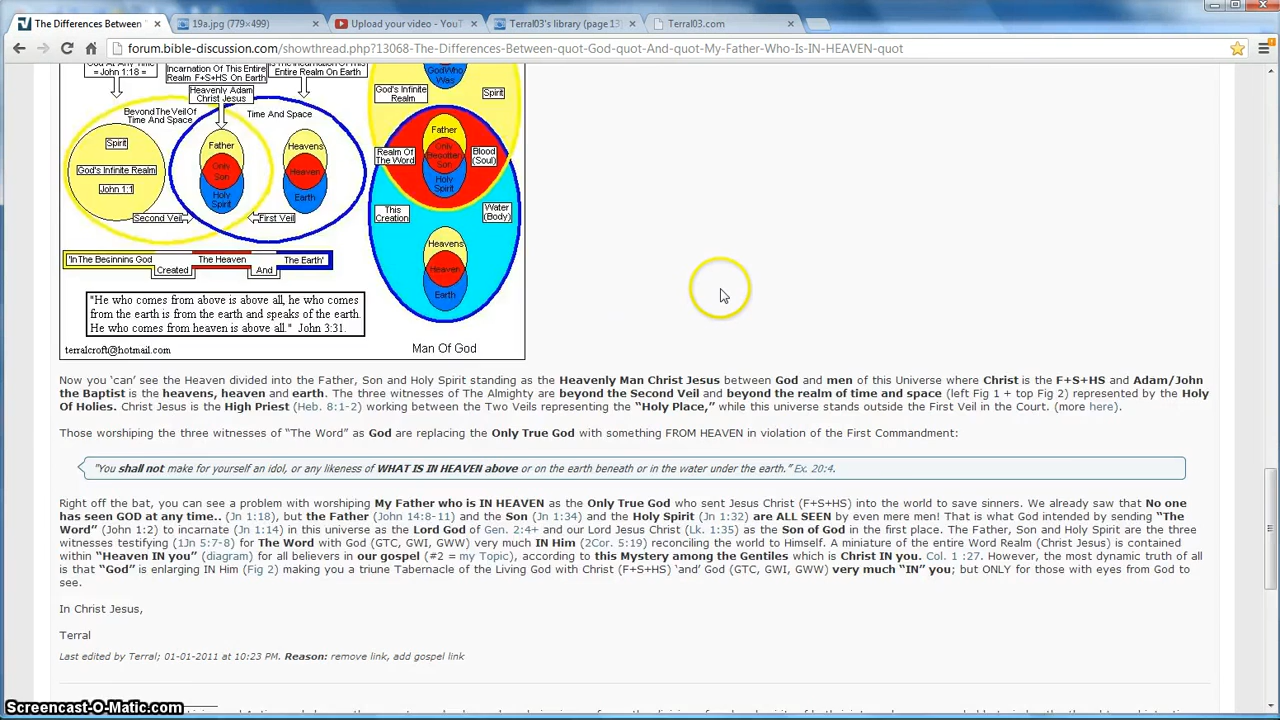 The Differences Between "
19a.jpg (779×499)
Upload your video - YouT
Terral03's library (page 13)
Terral03.com
forum.bible-discussion.com/showthread.php?13068-The-Differences-Between-quot-God-quot-And-quot-My-Father-Who-Is-IN-HEAVEN-quot
God At Any Time
= John 1:18 =
Incarnation Of This Entire
Realm F+S+HS On Earth
Is The Incarnation Of This
Entire Realm On Earth
Heavenly Adam
Christ Jesus
Beyond The Veil Of
Time And Space
Time And Space
Spirit
God's Infinite Realm
John 1:1
Father
Only
Son
Holy
Spirit
Heavens
Heaven
Earth
Second Veil
First Veil
'In The Beginnings God
Created
The Heaven
And
The Earth'
"He who comes from above is above all, he who comes
from the earth is from the earth and speaks of the earth.
He who comes from heaven is above all." John 3:31.
terralcroft@hotmail.com
God Who
Was
God's Infinite
Realm
Spirit
Father
Only
Begotten
Son
Holy
Spirit
Realm Of
The Word
Blood
(Soul)
This
Creation
Water
(Body)
Heavens
Heaven
Earth
Man Of God
Now you 'can' see the Heaven divided into the Father, Son and Holy Spirit standing as the Heavenly Man Christ Jesus between God and men of this Universe where Christ is the F+S+HS and Adam/John
the Baptist is the heavens, heaven and earth. The three witnesses of The Almighty are beyond the Second Veil and beyond the realm of time and space (left Fig 1 + top Fig 2) represented by the Holy
Of Holies. Christ Jesus is the High Priest (Heb. 8:1-2) working between the Two Veils representing the "Holy Place," while this universe stands outside the First Veil in the Court. (more here).
Those worshiping the three witnesses of "The Word" as God are replacing the Only True God with something FROM HEAVEN in violation of the First Commandment:
"You shall not make for yourself an idol, or any likeness of WHAT IS IN HEAVEN above or on the earth beneath or in the water under the earth." Ex. 20:4.
Right off the bat, you can see a problem with worshiping My Father who is IN HEAVEN as the Only True God who sent Jesus Christ (F+S+HS) into the world to save sinners. We already saw that No one
has seen GOD at any time.. (Jn 1:18), but the Father (John 14:8-11) and the Son (Jn 1:34) and the Holy Spirit (Jn 1:32) are ALL SEEN by even mere men! That is what God intended by sending "The
Word" (John 1:2) to incarnate (Jn 1:14) in this universe as the Lord God of Gen. 2:4+ and our Lord Jesus Christ (Lk. 1:35) as the Son of God in the first place. The Father, Son and Holy Spirit are the three
witnesses testifying (1Jn 5:7-8) for The Word with God (GTC, GWI, GWW) very much IN Him (2Cor. 5:19) reconciling the world to Himself. A miniature of the entire Word Realm (Christ Jesus) is contained
within "Heaven IN you" (diagram) for all believers in our gospel (#2 = my Topic), according to this Mystery among the Gentiles which is Christ IN you. Col. 1 :27. However, the most dynamic truth of all
is that "God" is enlarging IN Him (Fig 2) making you a triune Tabernacle of the Living God with Christ (F+S+HS) 'and' God (GTC, GWI, GWW) very much "IN" you; but ONLY for those with eyes from God to
see.
In Christ Jesus,
Terral
Last edited by Terral; 01-01-2011 at 10:23 PM. Reason: remove link, add gospel link
Screencast-O-Matic.com